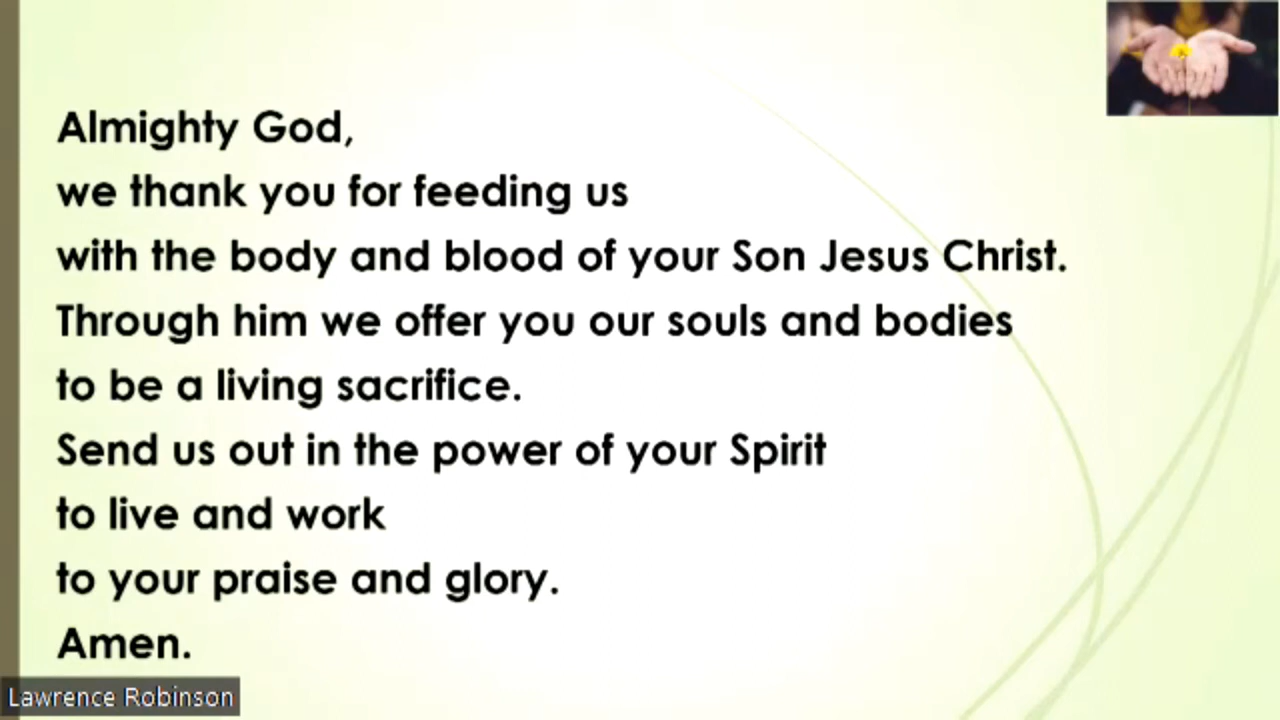 Almighty God,
we thank you for feeding us
with the body and blood of your Son Jesus Christ.
Through him we offer you our souls and bodies
to be a living sacrifice.
Send us out in the power of your Spirit
to live and work
to your praise and glory.
Amen.
Lawrence Robinson